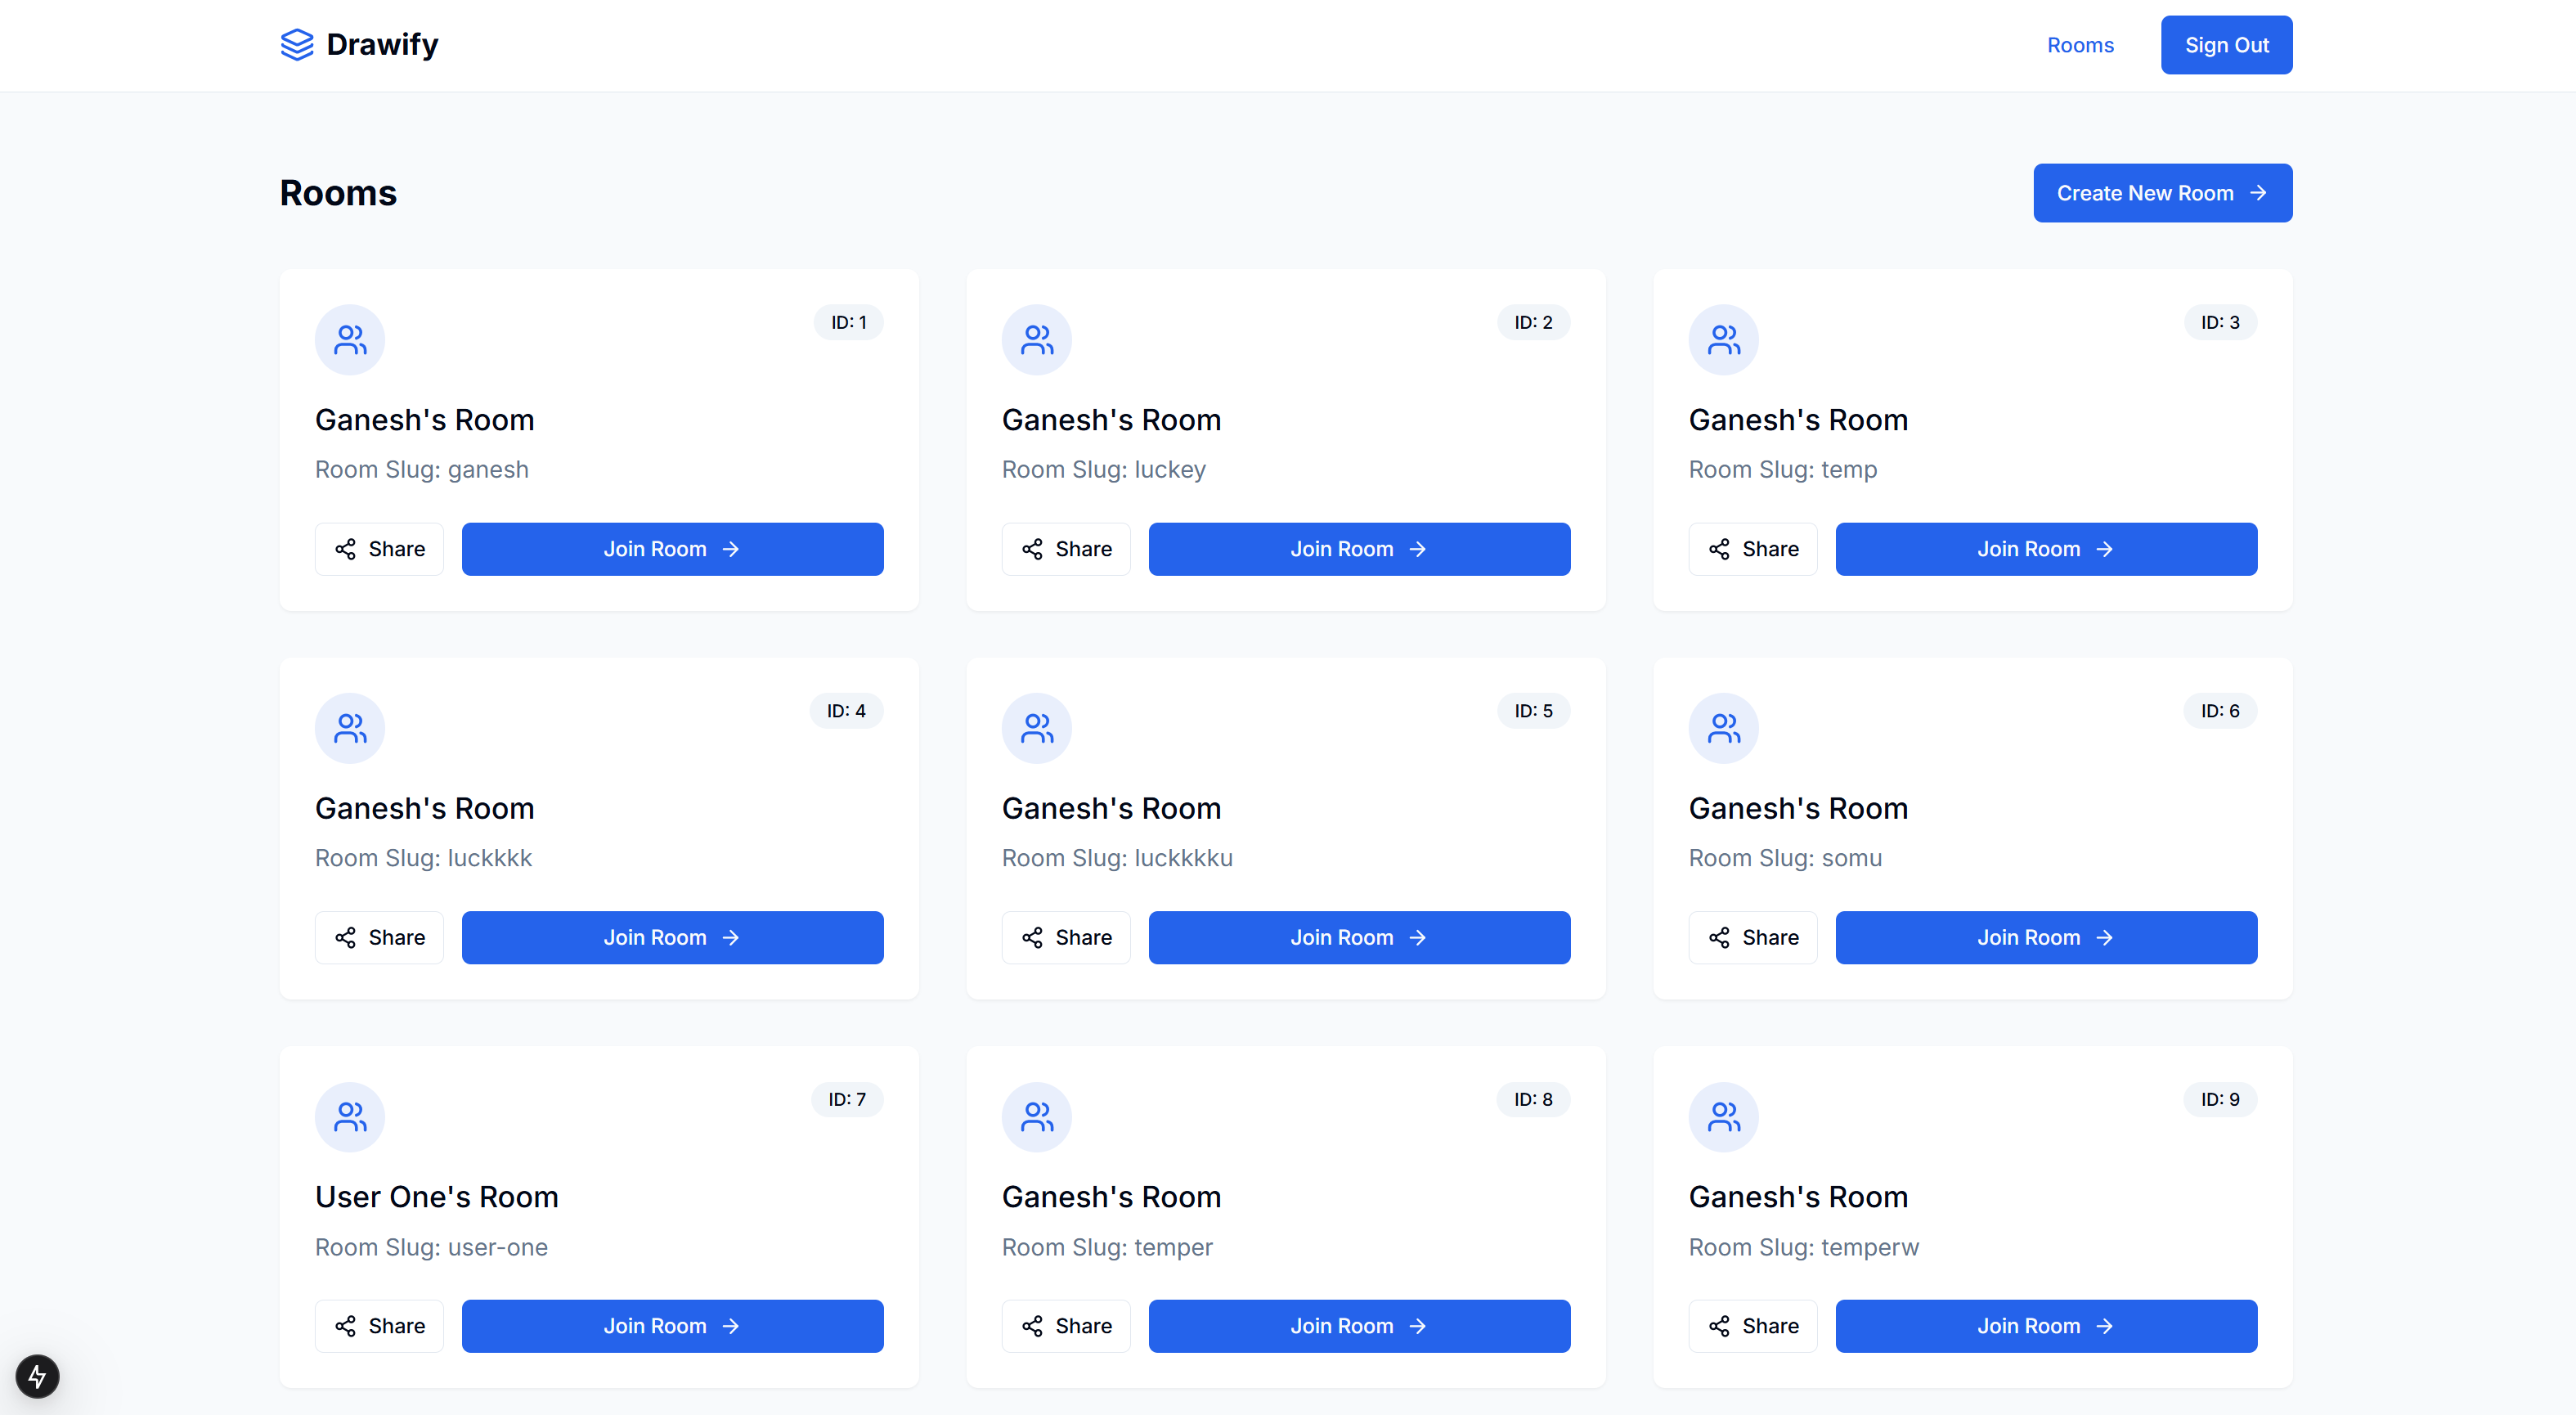 Drawify
Rooms
Sign Out
Rooms
Create New Room
ID: 1
Ganesh's Room
Room Slug: ganesh
Share
Join Room
ID: 2
Ganesh's Room
Room Slug: luckey
Share
Join Room
ID: 3
Ganesh's Room
Room Slug: temp
Share
Join Room
ID: 4
Ganesh's Room
Room Slug: luckkkk
Share
Join Room
ID: 5
Ganesh's Room
Room Slug: luckkkku
Share
Join Room
ID: 6
Ganesh's Room
Room Slug: somu
Share
Join Room
ID: 7
User One's Room
Room Slug: user-one
Share
Join Room
ID: 8
Ganesh's Room
Room Slug: temper
Share
Join Room
ID: 9
Ganesh's Room
Room Slug: temperw
Share
Join Room